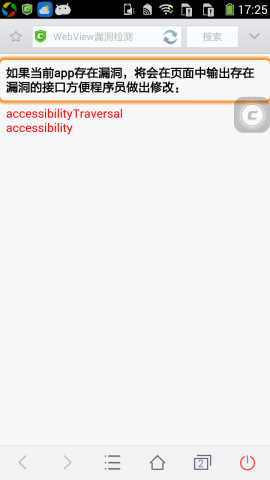 17:25
WebView漏洞检测
搜索
如果当前app存在漏洞，将会在页面中输出存在
漏洞的接口方便程序员做出修改：
accessibilityTraversal
accessibility
2